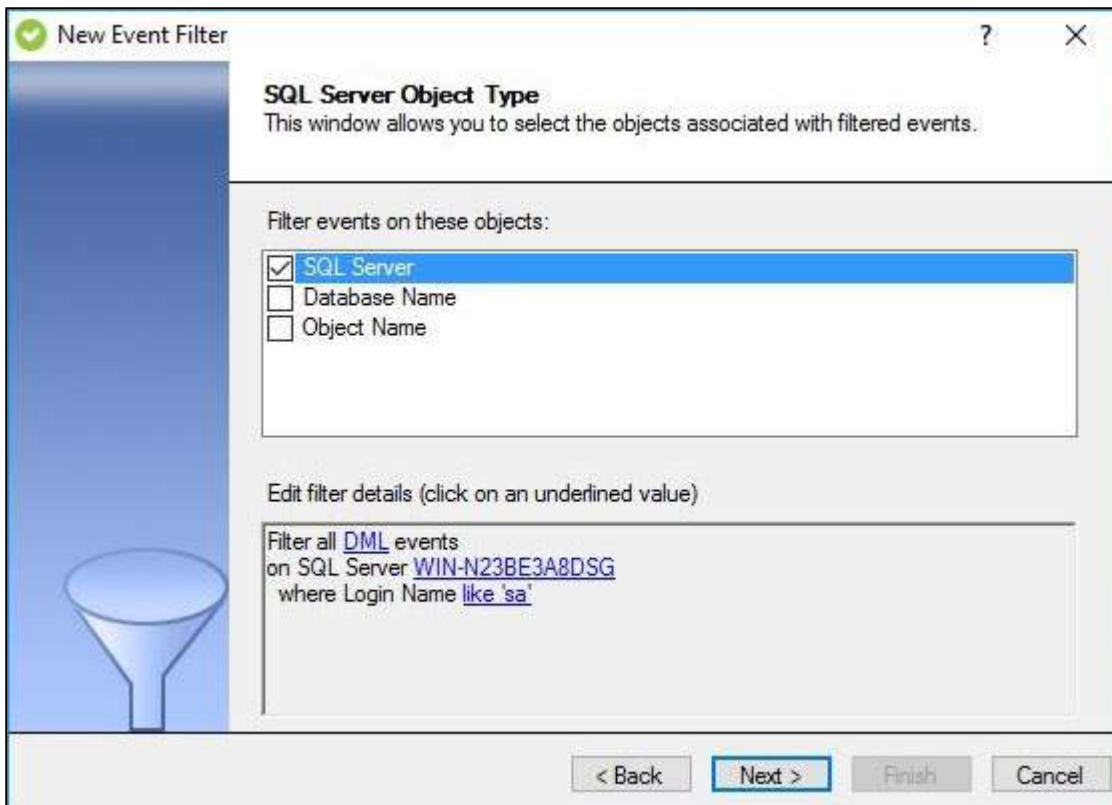 New Event Filter
?
SQL Server Object Type
This window allows you to select the objects associated with filtered events.
Filter events on these objects:
SQL Server
Database Name
Object Name
Edit filter details (click on an underlined value)
Filter all DML events
on SQL Server WIN-N23BE3A8DSG
where Login Name like 'sa'
< Back Next > Finish Cancel